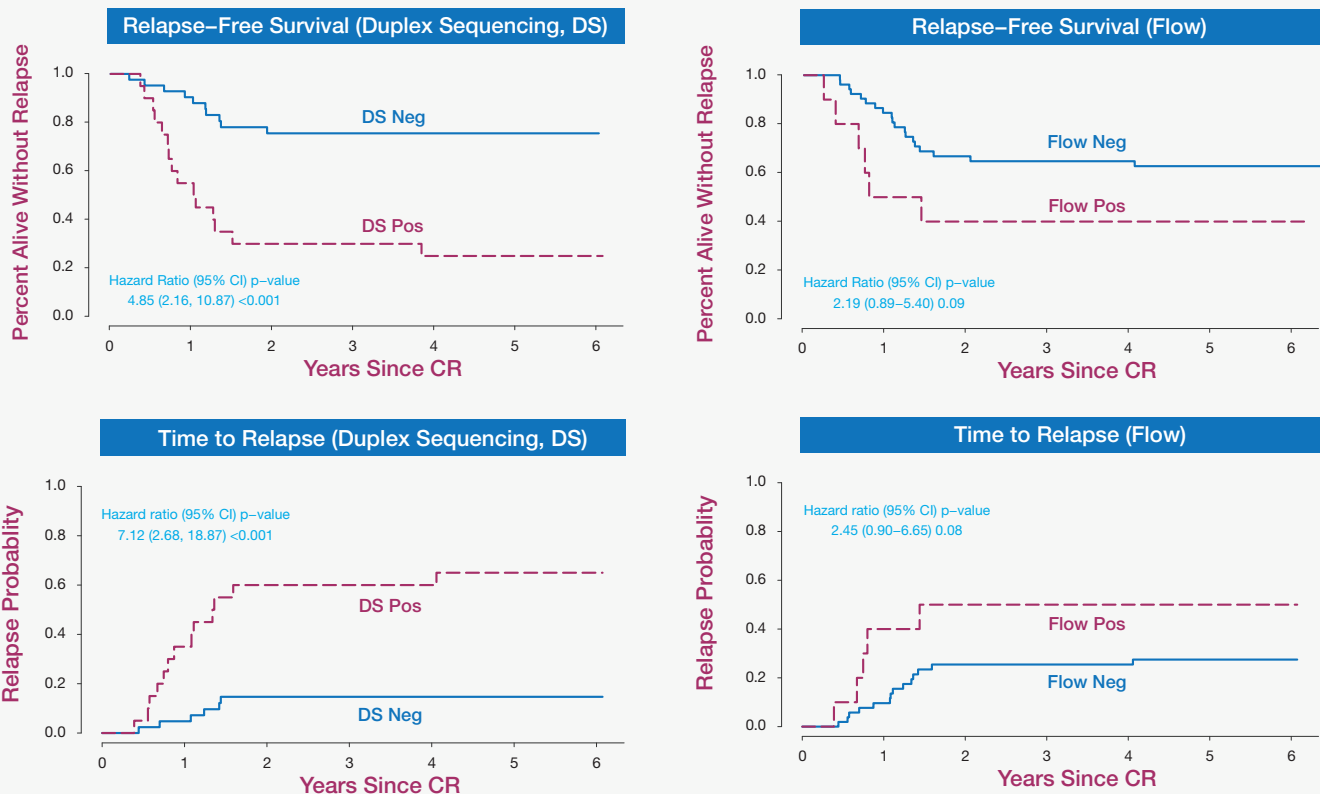 Relapse–Free Survival (Duplex Sequencing, DS)
Percent Alive Without Relapse
1.0
0.8
0.6
0.4
0.2
0.0
DS Neg
DS Pos
Hazard Ratio (95% CI) p–value
4.85 (2.16, 10.87) <0.001
0 1 2 3 4 5 6
Years Since CR
Relapse–Free Survival (Flow)
Percent Alive Without Relapse
1.0
0.8
0.6
0.4
0.2
0.0
Flow Neg
Flow Pos
Hazard Ratio (95% CI) p–value
2.19 (0.89–5.40) 0.09
0 1 2 3 4 5 6
Years Since CR
Time to Relapse (Duplex Sequencing, DS)
Relapse Probablity
1.0
0.8
0.6
0.4
0.2
0.0
Hazard ratio (95% CI) p–value
7.12 (2.68, 18.87) <0.001
DS Pos
DS Neg
0 1 2 3 4 5 6
Years Since CR
Time to Relapse (Flow)
Relapse Probablity
1.0
0.8
0.6
0.4
0.2
0.0
Hazard ratio (95% CI) p–value
2.45 (0.90–6.65) 0.08
Flow Pos
Flow Neg
0 1 2 3 4 5 6
Years Since CR